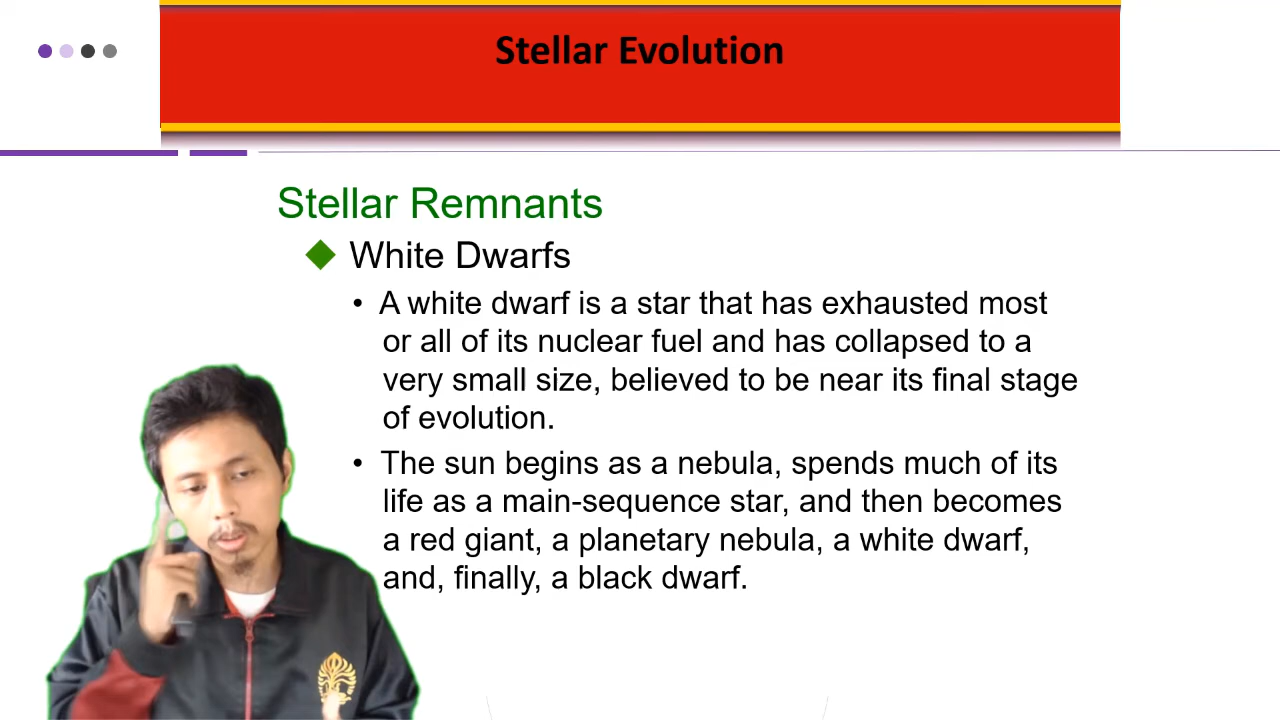 Stellar Evolution
Stellar Remnants
White Dwarfs
• A white dwarf is a star that has exhausted most
or all of its nuclear fuel and has collapsed to a
very small size, believed to be near its final stage
of evolution.
• The sun begins as a nebula, spends much of its
life as a main-sequence star, and then becomes
a red giant, a planetary nebula, a white dwarf,
and, finally, a black dwarf.